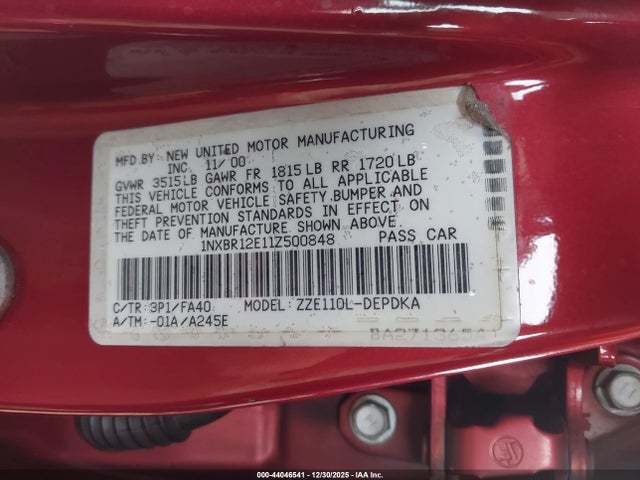 MFD.BY: NEW UNITED MOTOR MANUFACTURING
INC 11/00
GVWR 3515LB GAWR FR 1815LB RR 1720LB
THIS VEHICLE CONFORMS TO ALL APPLICABLE
FEDERAL MOTOR VEHICLE SAFETY,BUMPER AND
THEFT PREVENTION STANDARDS IN EFFECT ON
THE DATE OF MANUFACTURE SHOWN ABOVE.
1NXBR12E11Z500848 PASS CAR
C/TR:3P1/FA40 MODEL:ZZE110L-DEPDKA
A/TM:-01A/A245E
000-44046541 - 12/30/2025 - IAA Inc.